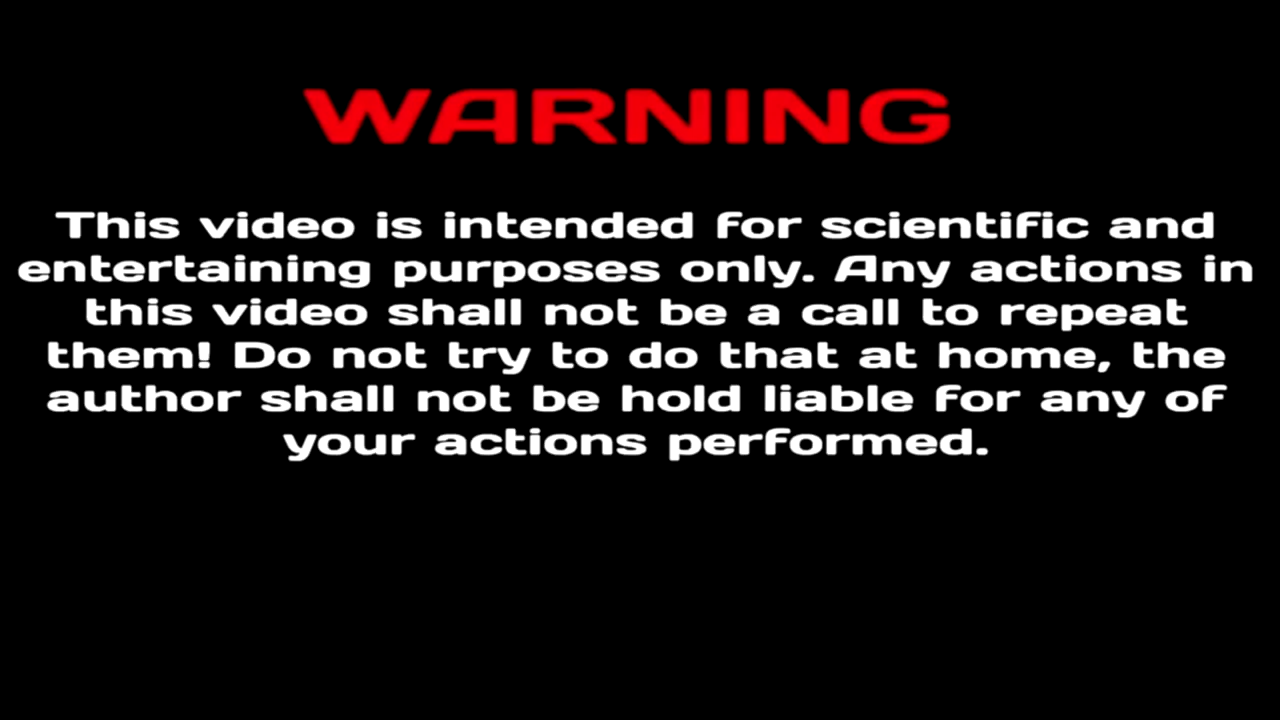 WARNING
This video is intended for scientific and
entertaining purposes only. Any actions in
this video shall not be a call to repeat
them! Do not try to do that at home, the
author shall not be hold liable for any of
your actions performed.